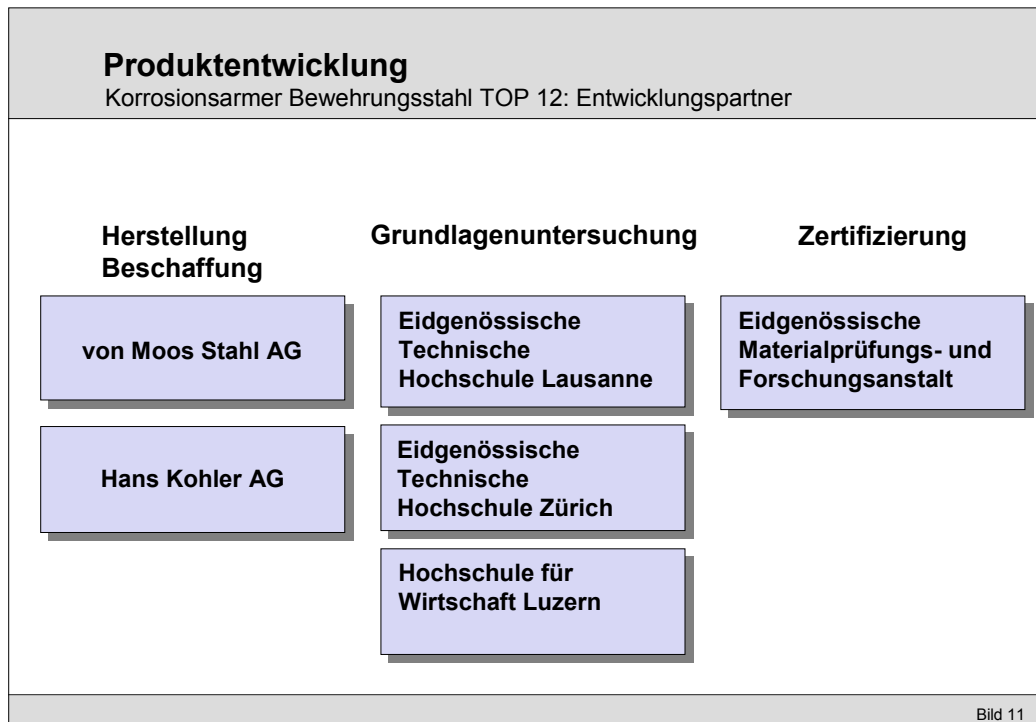 Produktentwicklung
Korrosionsarmer Bewehrungsstahl TOP 12: Entwicklungspartner
Herstellung
Beschaffung
von Moos Stahl AG
Hans Kohler AG
Grundlagenuntersuchung
Eidgenössische
Technische
Hochschule Lausanne
Eidgenössische
Technische
Hochschule Zürich
Hochschule für
Wirtschaft Luzern
Zertifizierung
Eidgenössische
Materialprüfungs- und
Forschungsanstalt
Bild 11